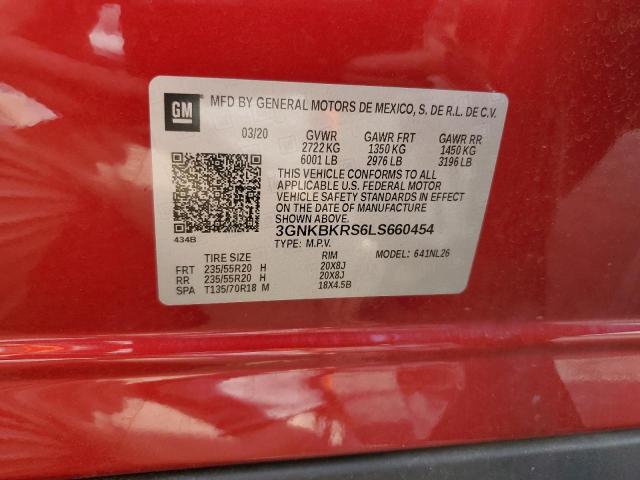 GM
MFD BY GENERAL MOTORS DE MEXICO, S. DE R.L. DE C.V.
03/20 GVWR GAWR FRT GAWR RR
2722 KG 1350 KG 1450 KG
6001 LB 2976 LB 3196 LB
THIS VEHICLE CONFORMS TO ALL
APPLICABLE U.S. FEDERAL MOTOR
VEHICLE SAFETY STANDARDS IN EFFECT
ON THE DATE OF MANUFACTURE
SHOWN ABOVE.
3GNKBKRS6LS660454
434B
TYPE: M.P.V. MODEL: 641NL26
TIRE SIZE RIM
FRT 235/55R20 H 20X8J
RR 235/55R20 H 20X8J
SPA T135/70R18 M 18X4.5B